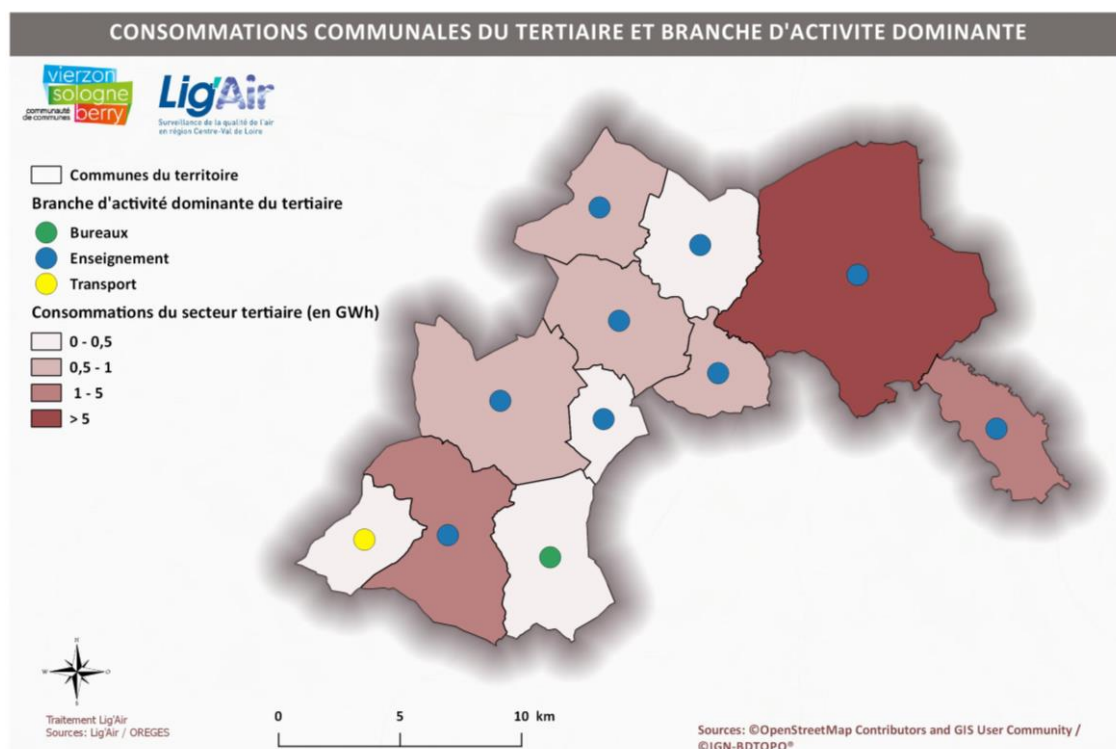 CONSOMMATIONS COMMUNALES DU TERTIAIRE ET BRANCHE D'ACTIVITE DOMINANTE
vierzon
sologne
communauté
de communes
berry
Lig'Air
Surveillance de la qualité de l'air
en région Centre-Val de Loire
Communes du territoire
Branche d'activité dominante du tertiaire
Bureaux
Enseignement
Transport
Consommations du secteur tertiaire (en GWh)
0 - 0,5
0,5 - 1
1 - 5
> 5
N
W
O
S
Traitement Lig'Air
Sources: Lig'Air / OREGES
0 5 10 km
Sources: ©OpenStreetMap Contributors and GIS User Community /
©IGN-BDTOPO®